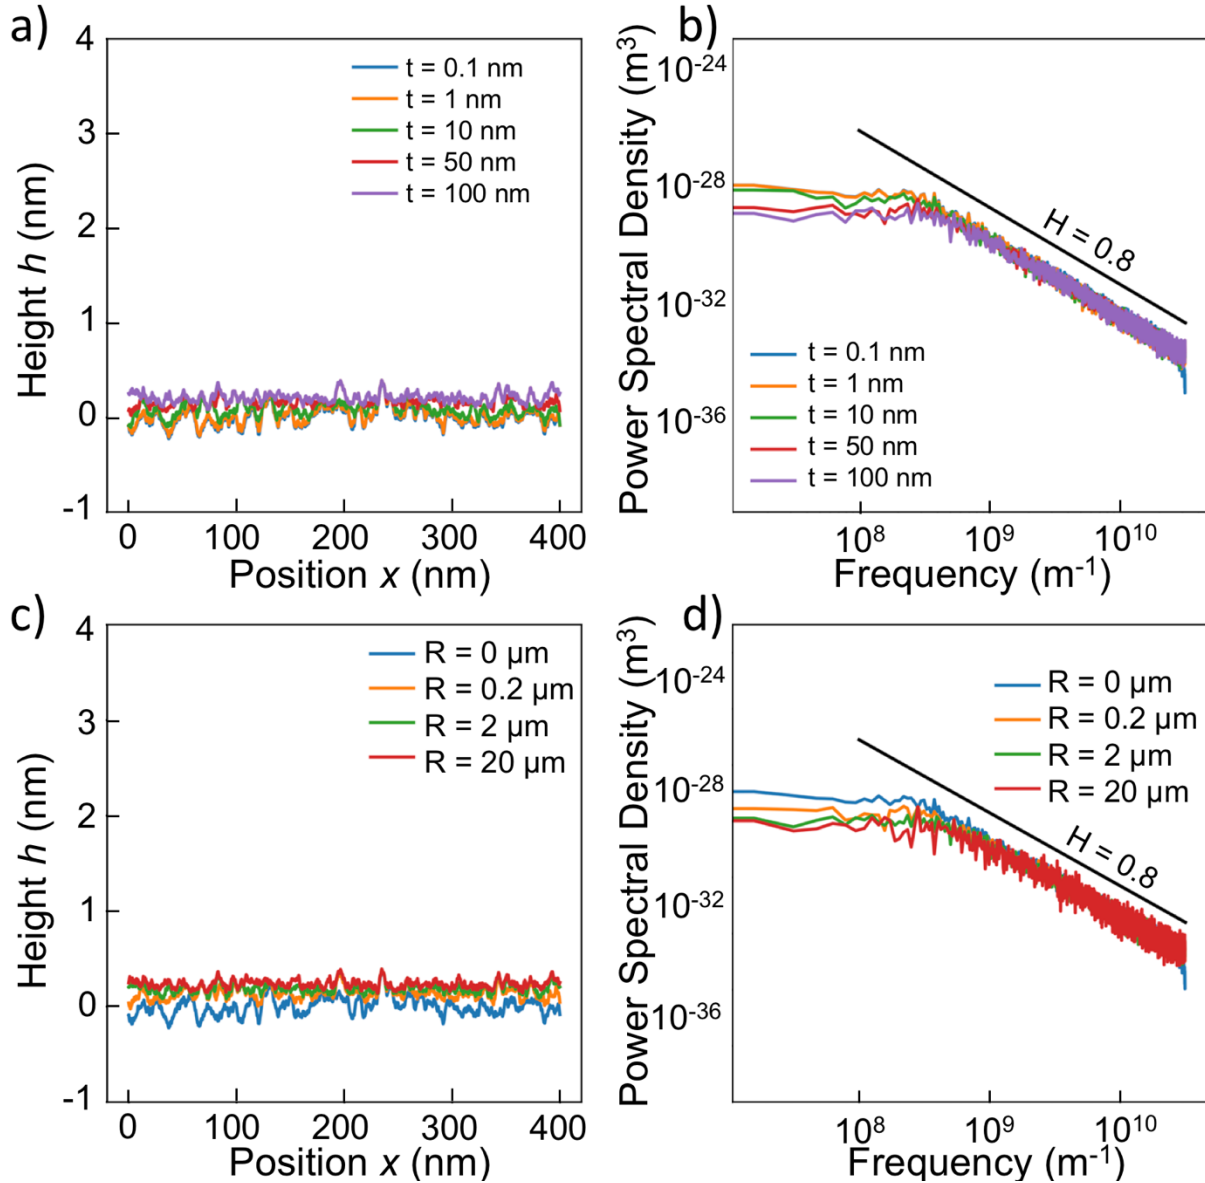 a)
Height h (nm)
4
3
2
1
0
-1
t = 0.1 nm
t = 1 nm
t = 10 nm
t = 50 nm
t = 100 nm
0 100 200 300 400
Position x (nm)
b)
Power Spectral Density (m³)
10⁻²⁴
10⁻²⁸
10⁻³²
10⁻³⁶
H = 0.8
t = 0.1 nm
t = 1 nm
t = 10 nm
t = 50 nm
t = 100 nm
10⁸ 10⁹ 10¹⁰
Frequency (m⁻¹)
c)
Height h (nm)
4
3
2
1
0
-1
R = 0 µm
R = 0.2 µm
R = 2 µm
R = 20 µm
0 100 200 300 400
Position x (nm)
d)
Power Spectral Density (m³)
10⁻²⁴
10⁻²⁸
10⁻³²
10⁻³⁶
R = 0 µm
R = 0.2 µm
R = 2 µm
R = 20 µm
H = 0.8
10⁸ 10⁹ 10¹⁰
Frequency (m⁻¹)